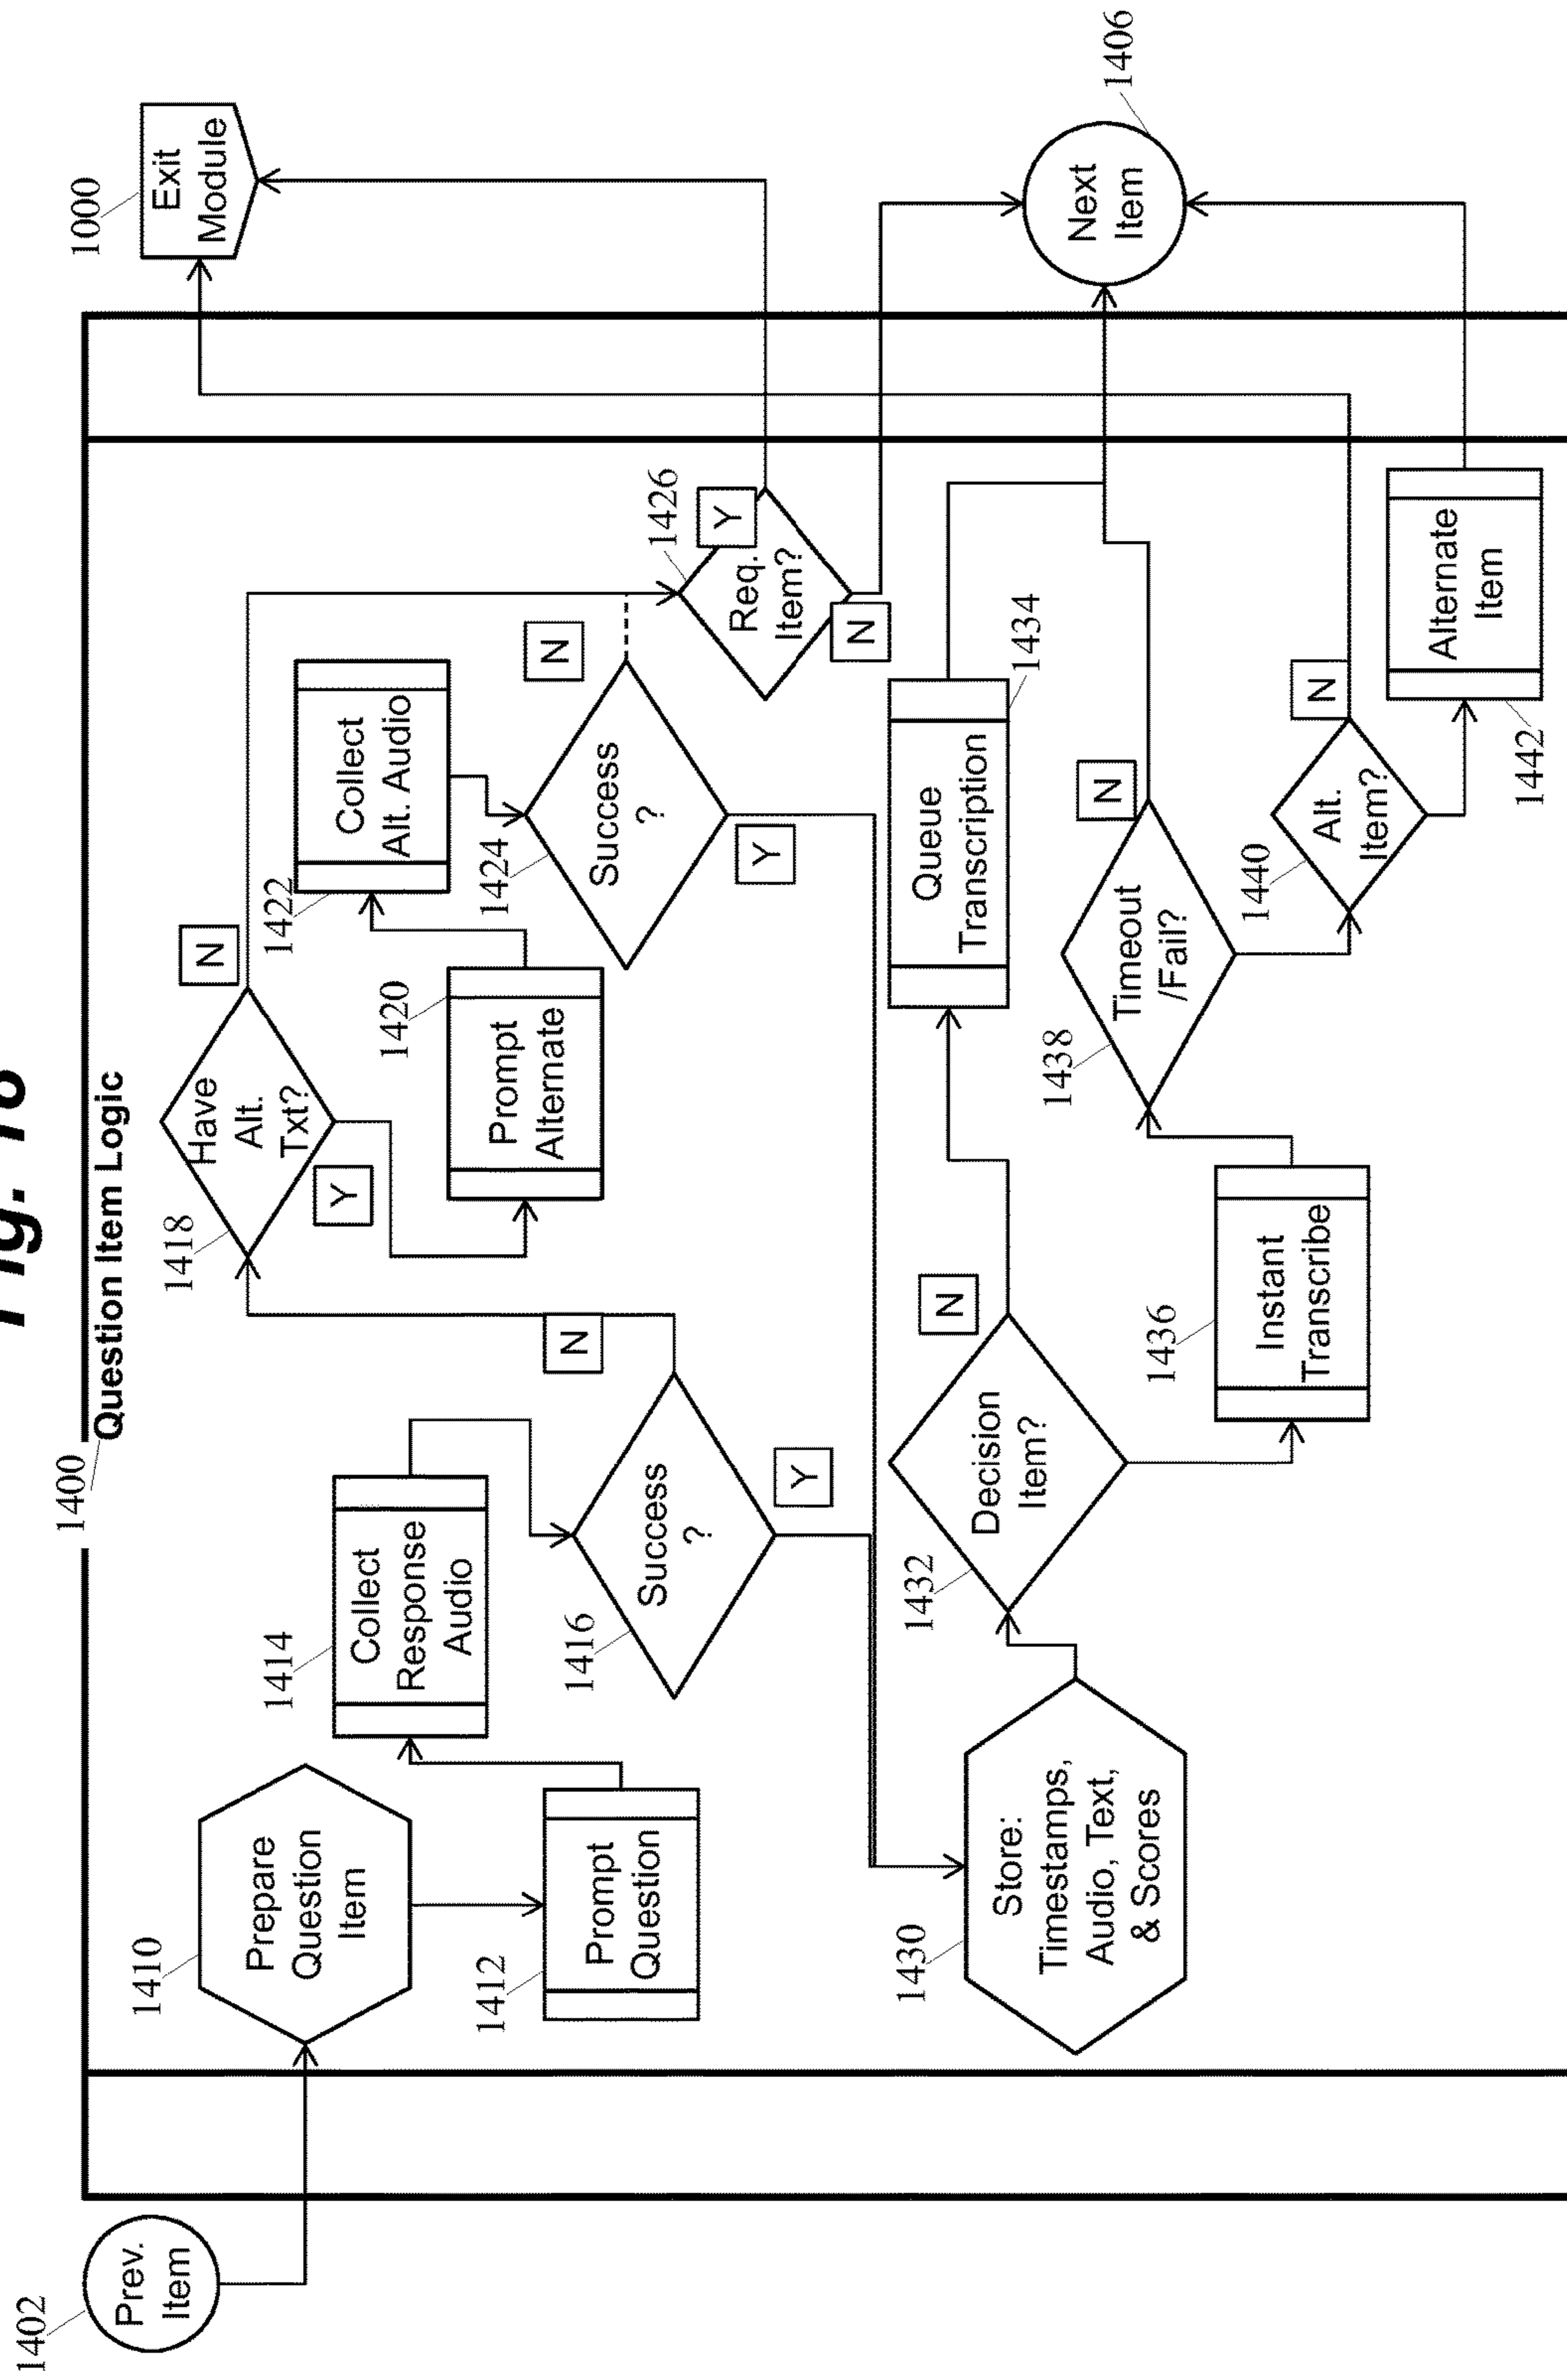 Fig.
1402
Prev.
Item
1400
Question Item Logic
1000
Exit
Module
1410
Prepare
Question
Item
1412
Prompt
Question
1414
Collect
Response
Audio
1416
Success
?
N
Y
1418
Have
Alt.
Txt?
N
Y
1420
Prompt
Alternate
1422
Collect
Alt. Audio
1424
Success
?
N
Y
1426
Req.
Item?
Y
N
1430
Store:
Timestamps,
Audio, Text,
& Scores
1432
Decision
Item?
N
1434
Queue
Transcription
1436
Instant
Transcribe
1438
Timeout
/Fail?
N
1440
Alt.
Item?
N
1442
Alternate
Item
1406
Next
Item